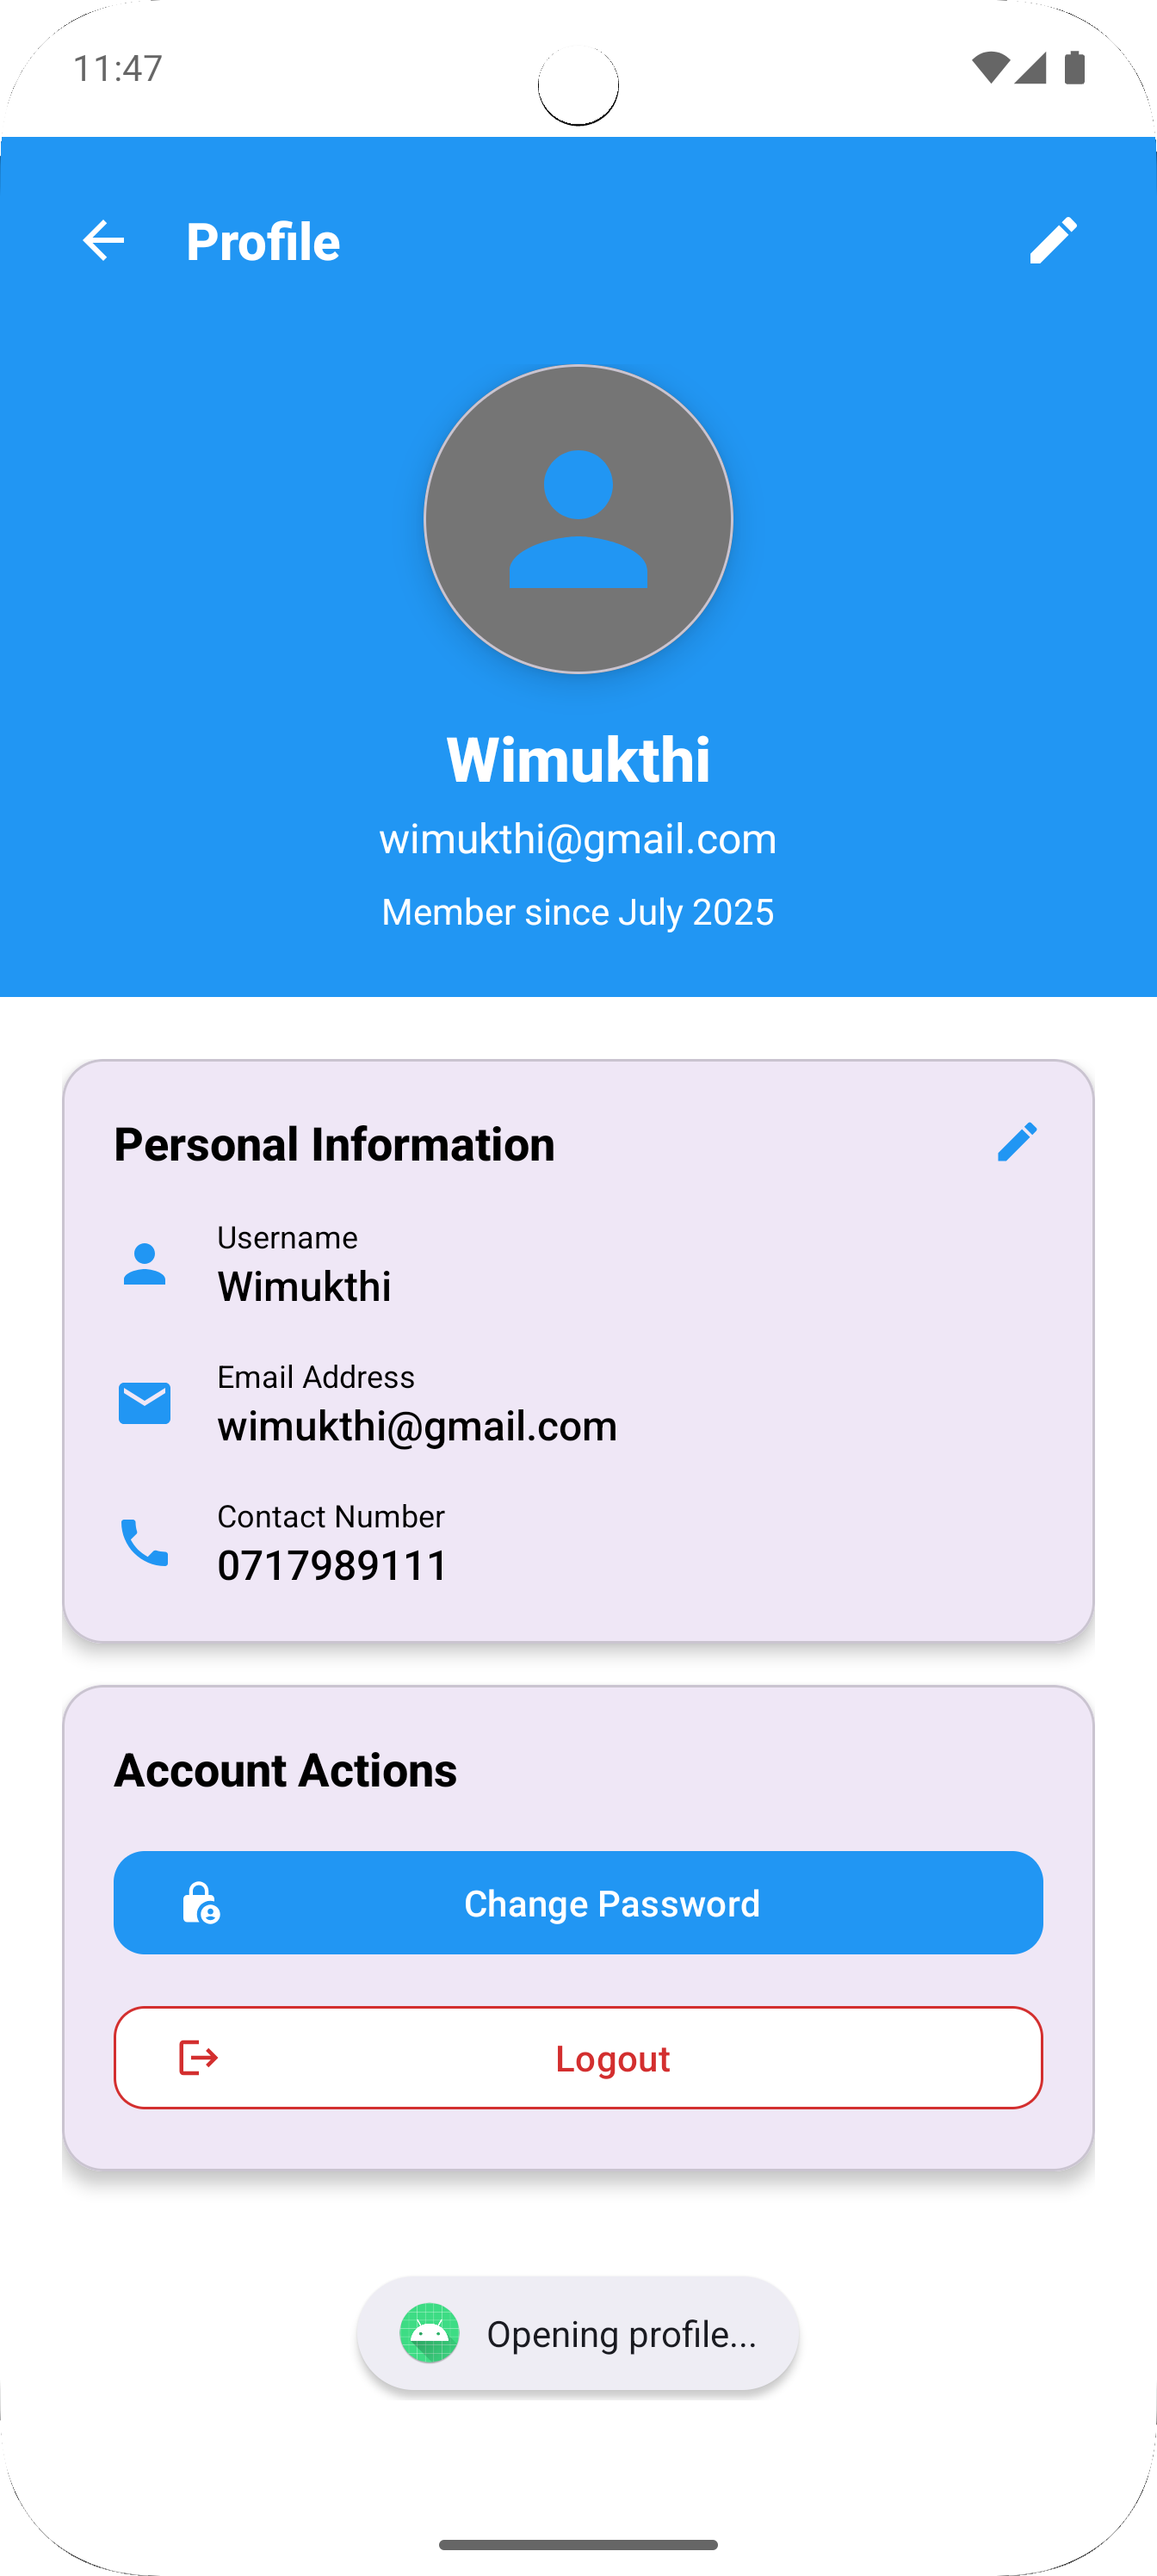 11:47
Profile
Wimukthi
wimukthi@gmail.com
Member since July 2025
Personal Information
Username
Wimukthi
Email Address
wimukthi@gmail.com
Contact Number
0717989111
Account Actions
Change Password
Logout
Opening profile...